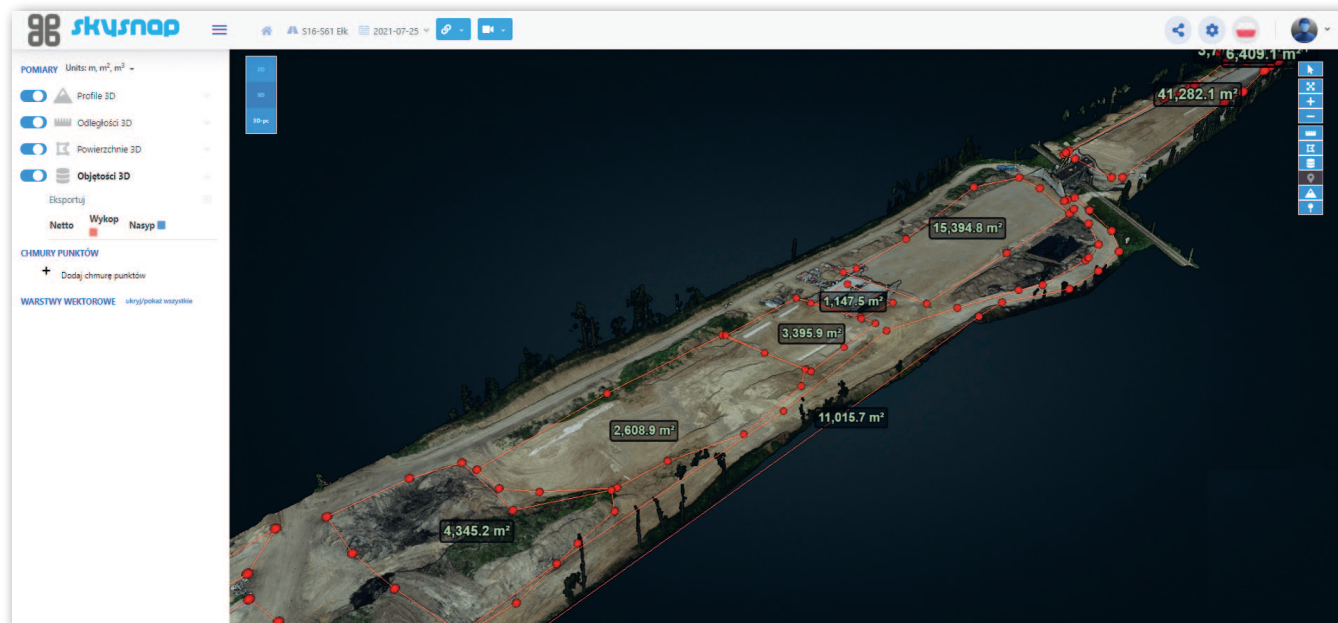 skysnap
S16-S61 Ełk
2021-07-25
POMIARY Units: m, m², m³
Profile 3D
Odległości 3D
Powierzchnie 3D
Objętości 3D
Eksportuj
Netto Wykop Nasyp
CHMURY PUNKTÓW
+ Dodaj chmurę punktów
WARSTWY WEKTOROWE ukryj/pokaż wszystkie
3D-pc
6,409.1 m²
41,282.1 m²
15,394.8 m²
1,147.5 m²
3,395.9 m²
11,015.7 m²
2,608.9 m²
4,345.2 m²